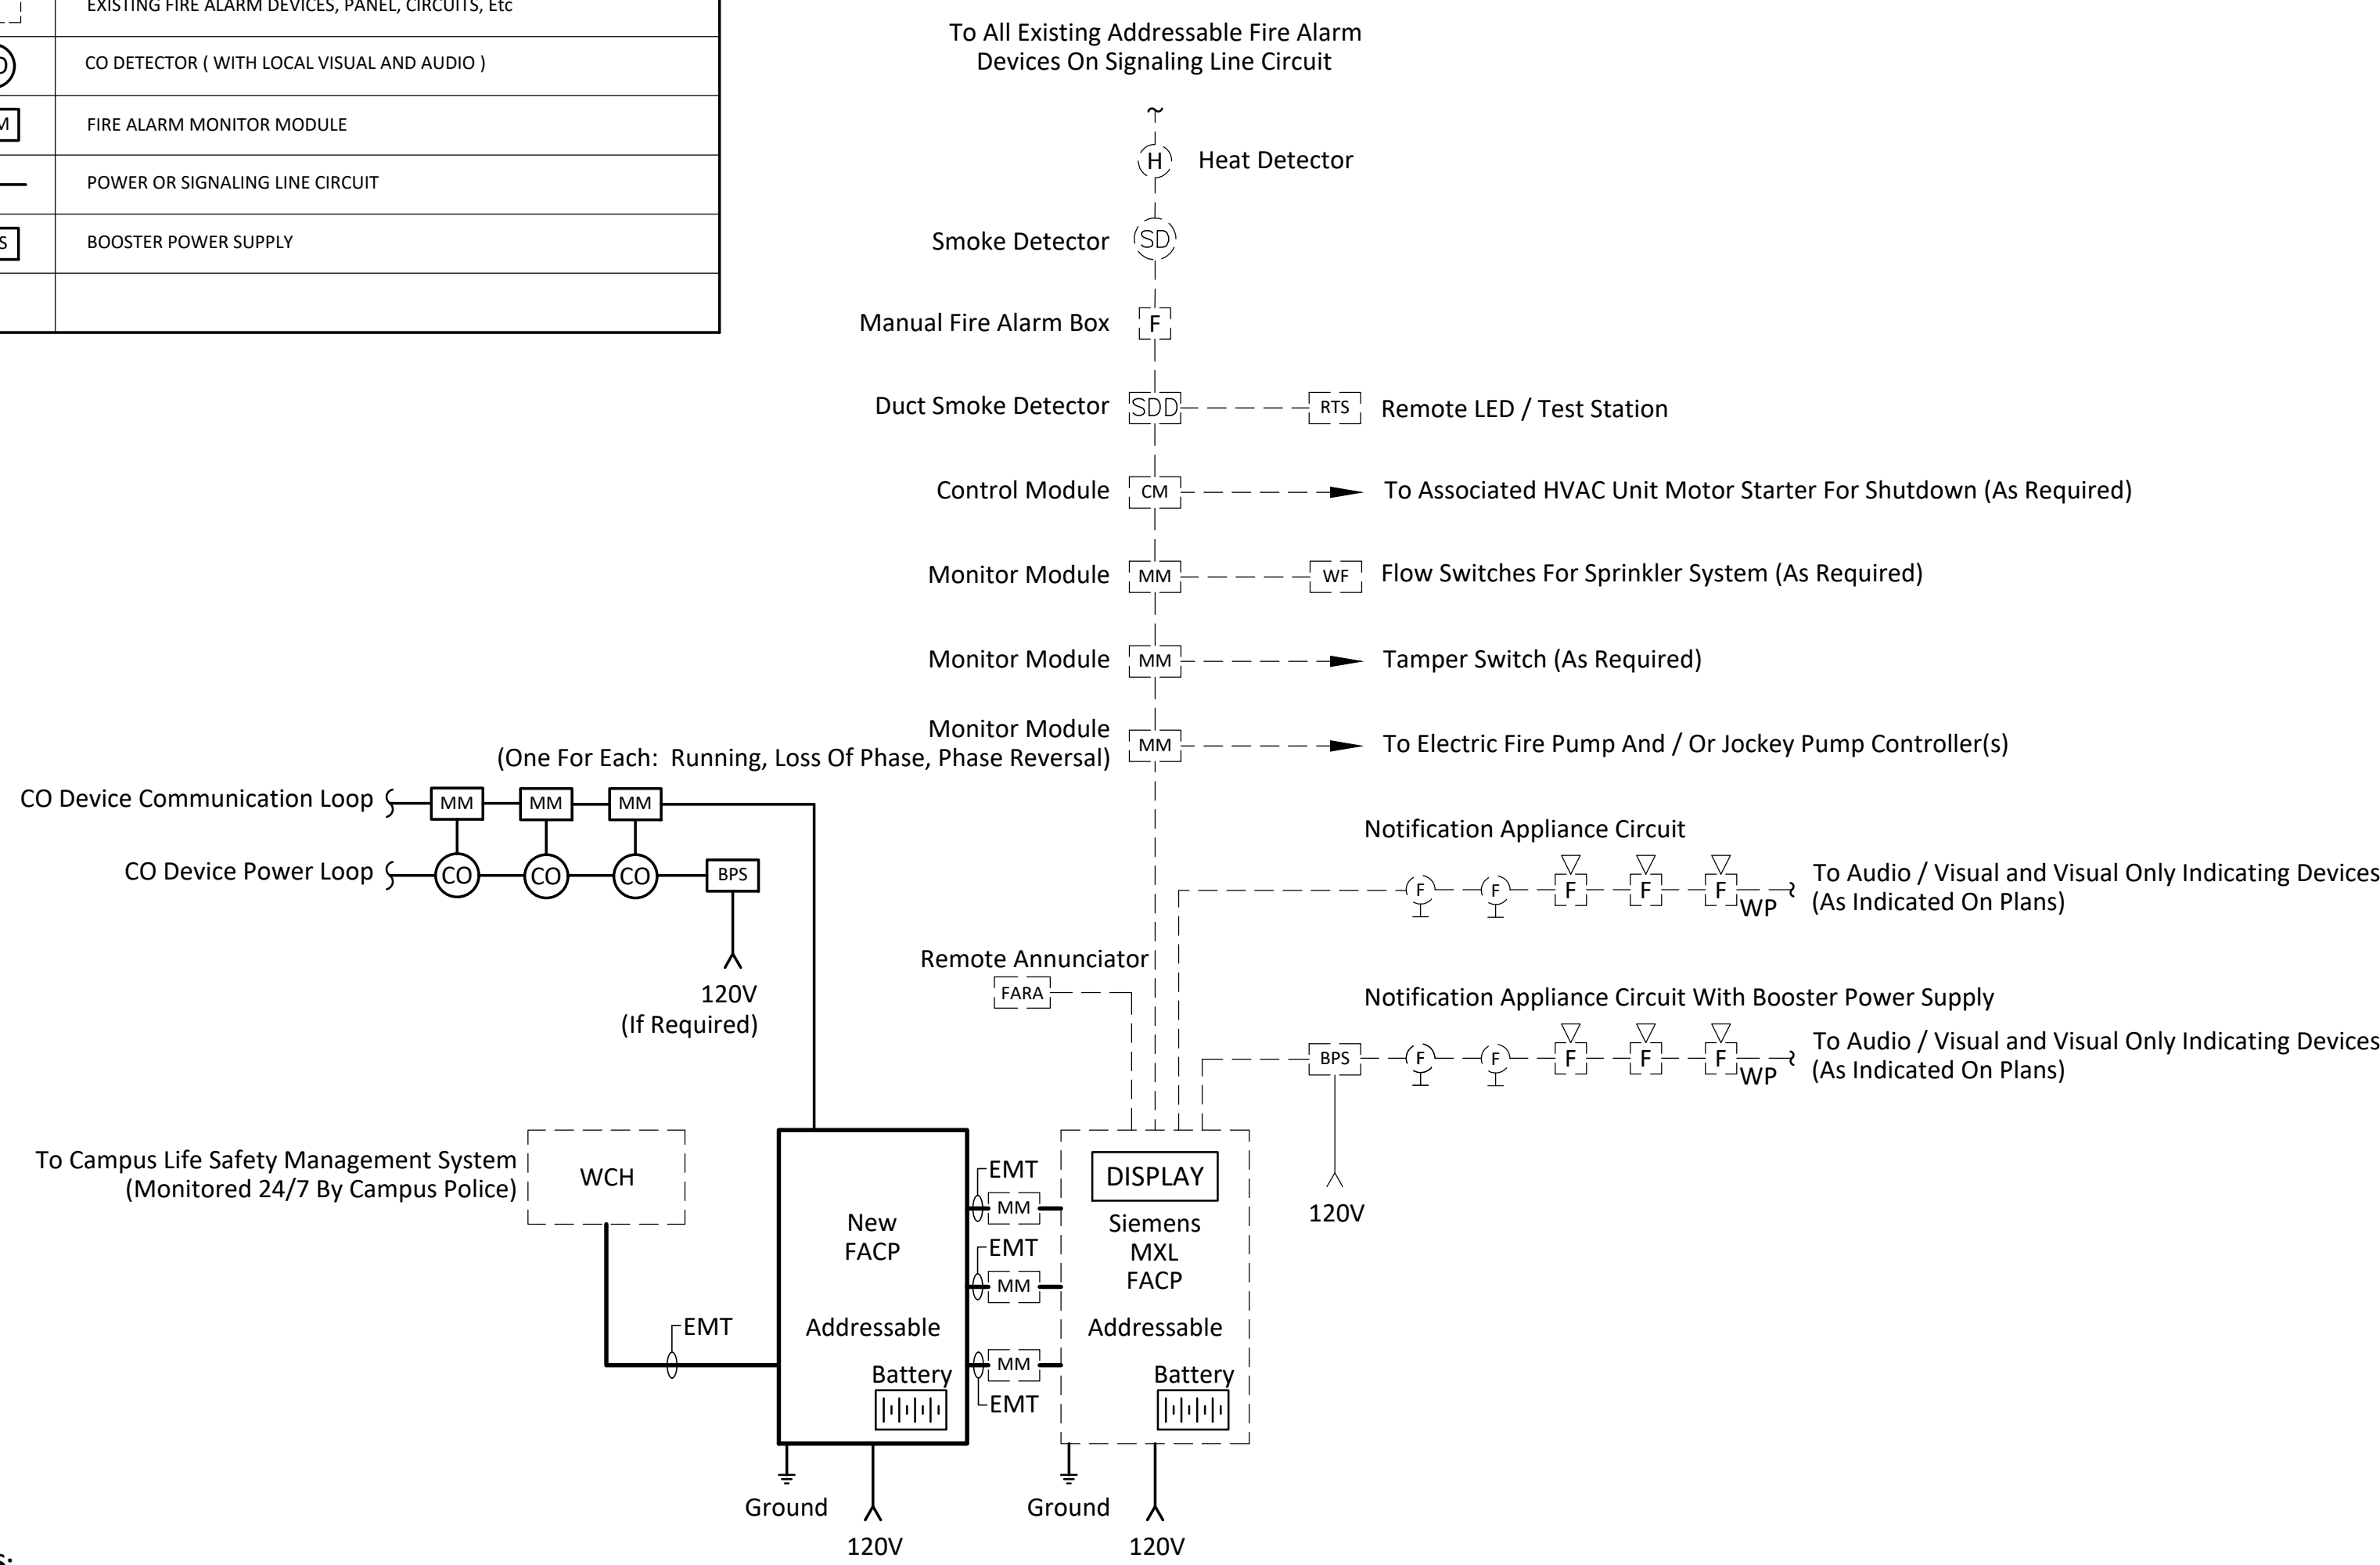 EXISTING FIRE ALARM DEVICES, PANEL, CIRCUITS, Etc
CO DETECTOR ( WITH LOCAL VISUAL AND AUDIO )
FIRE ALARM MONITOR MODULE
POWER OR SIGNALING LINE CIRCUIT
BOOSTER POWER SUPPLY
To All Existing Addressable Fire Alarm
Devices On Signaling Line Circuit
H Heat Detector
Smoke Detector SD
Manual Fire Alarm Box F
Duct Smoke Detector SDD RTS Remote LED / Test Station
Control Module CM To Associated HVAC Unit Motor Starter For Shutdown (As Required)
Monitor Module MM WF Flow Switches For Sprinkler System (As Required)
Monitor Module MM Tamper Switch (As Required)
Monitor Module
(One For Each: Running, Loss Of Phase, Phase Reversal) MM To Electric Fire Pump And / Or Jockey Pump Controller(s)
CO Device Communication Loop MM MM MM
CO Device Power Loop CO CO CO BPS
120V
(If Required)
Notification Appliance Circuit
F F F F F WP
To Audio / Visual and Visual Only Indicating Devices
(As Indicated On Plans)
Remote Annunciator
FARA
Notification Appliance Circuit With Booster Power Supply
BPS F F F F F WP
To Audio / Visual and Visual Only Indicating Devices
(As Indicated On Plans)
120V
To Campus Life Safety Management System
(Monitored 24/7 By Campus Police)
WCH
EMT
New
FACP
Addressable
Battery
EMT
MM
EMT
MM
MM
EMT
DISPLAY
Siemens
MXL
FACP
Addressable
Battery
Ground
120V
Ground
120V